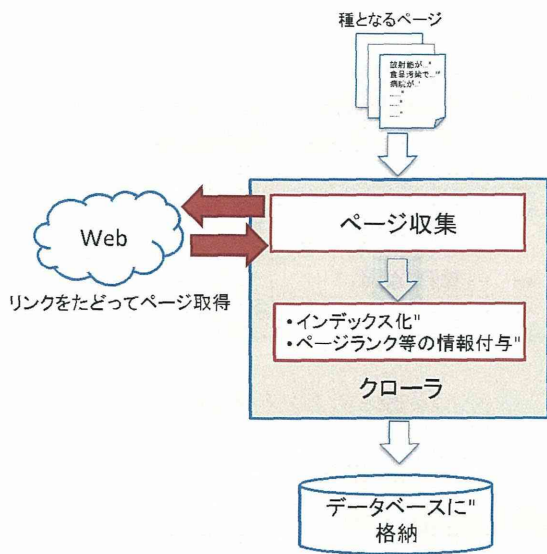 種となるページ
放射能が..."
食品汚染で..."
病院が..."
....."
....."
....."
ページ収集
Web
リンクをたどってページ取得
・インデックス化"
・ページランク等の情報付与"
クローラ
データベースに"
格納